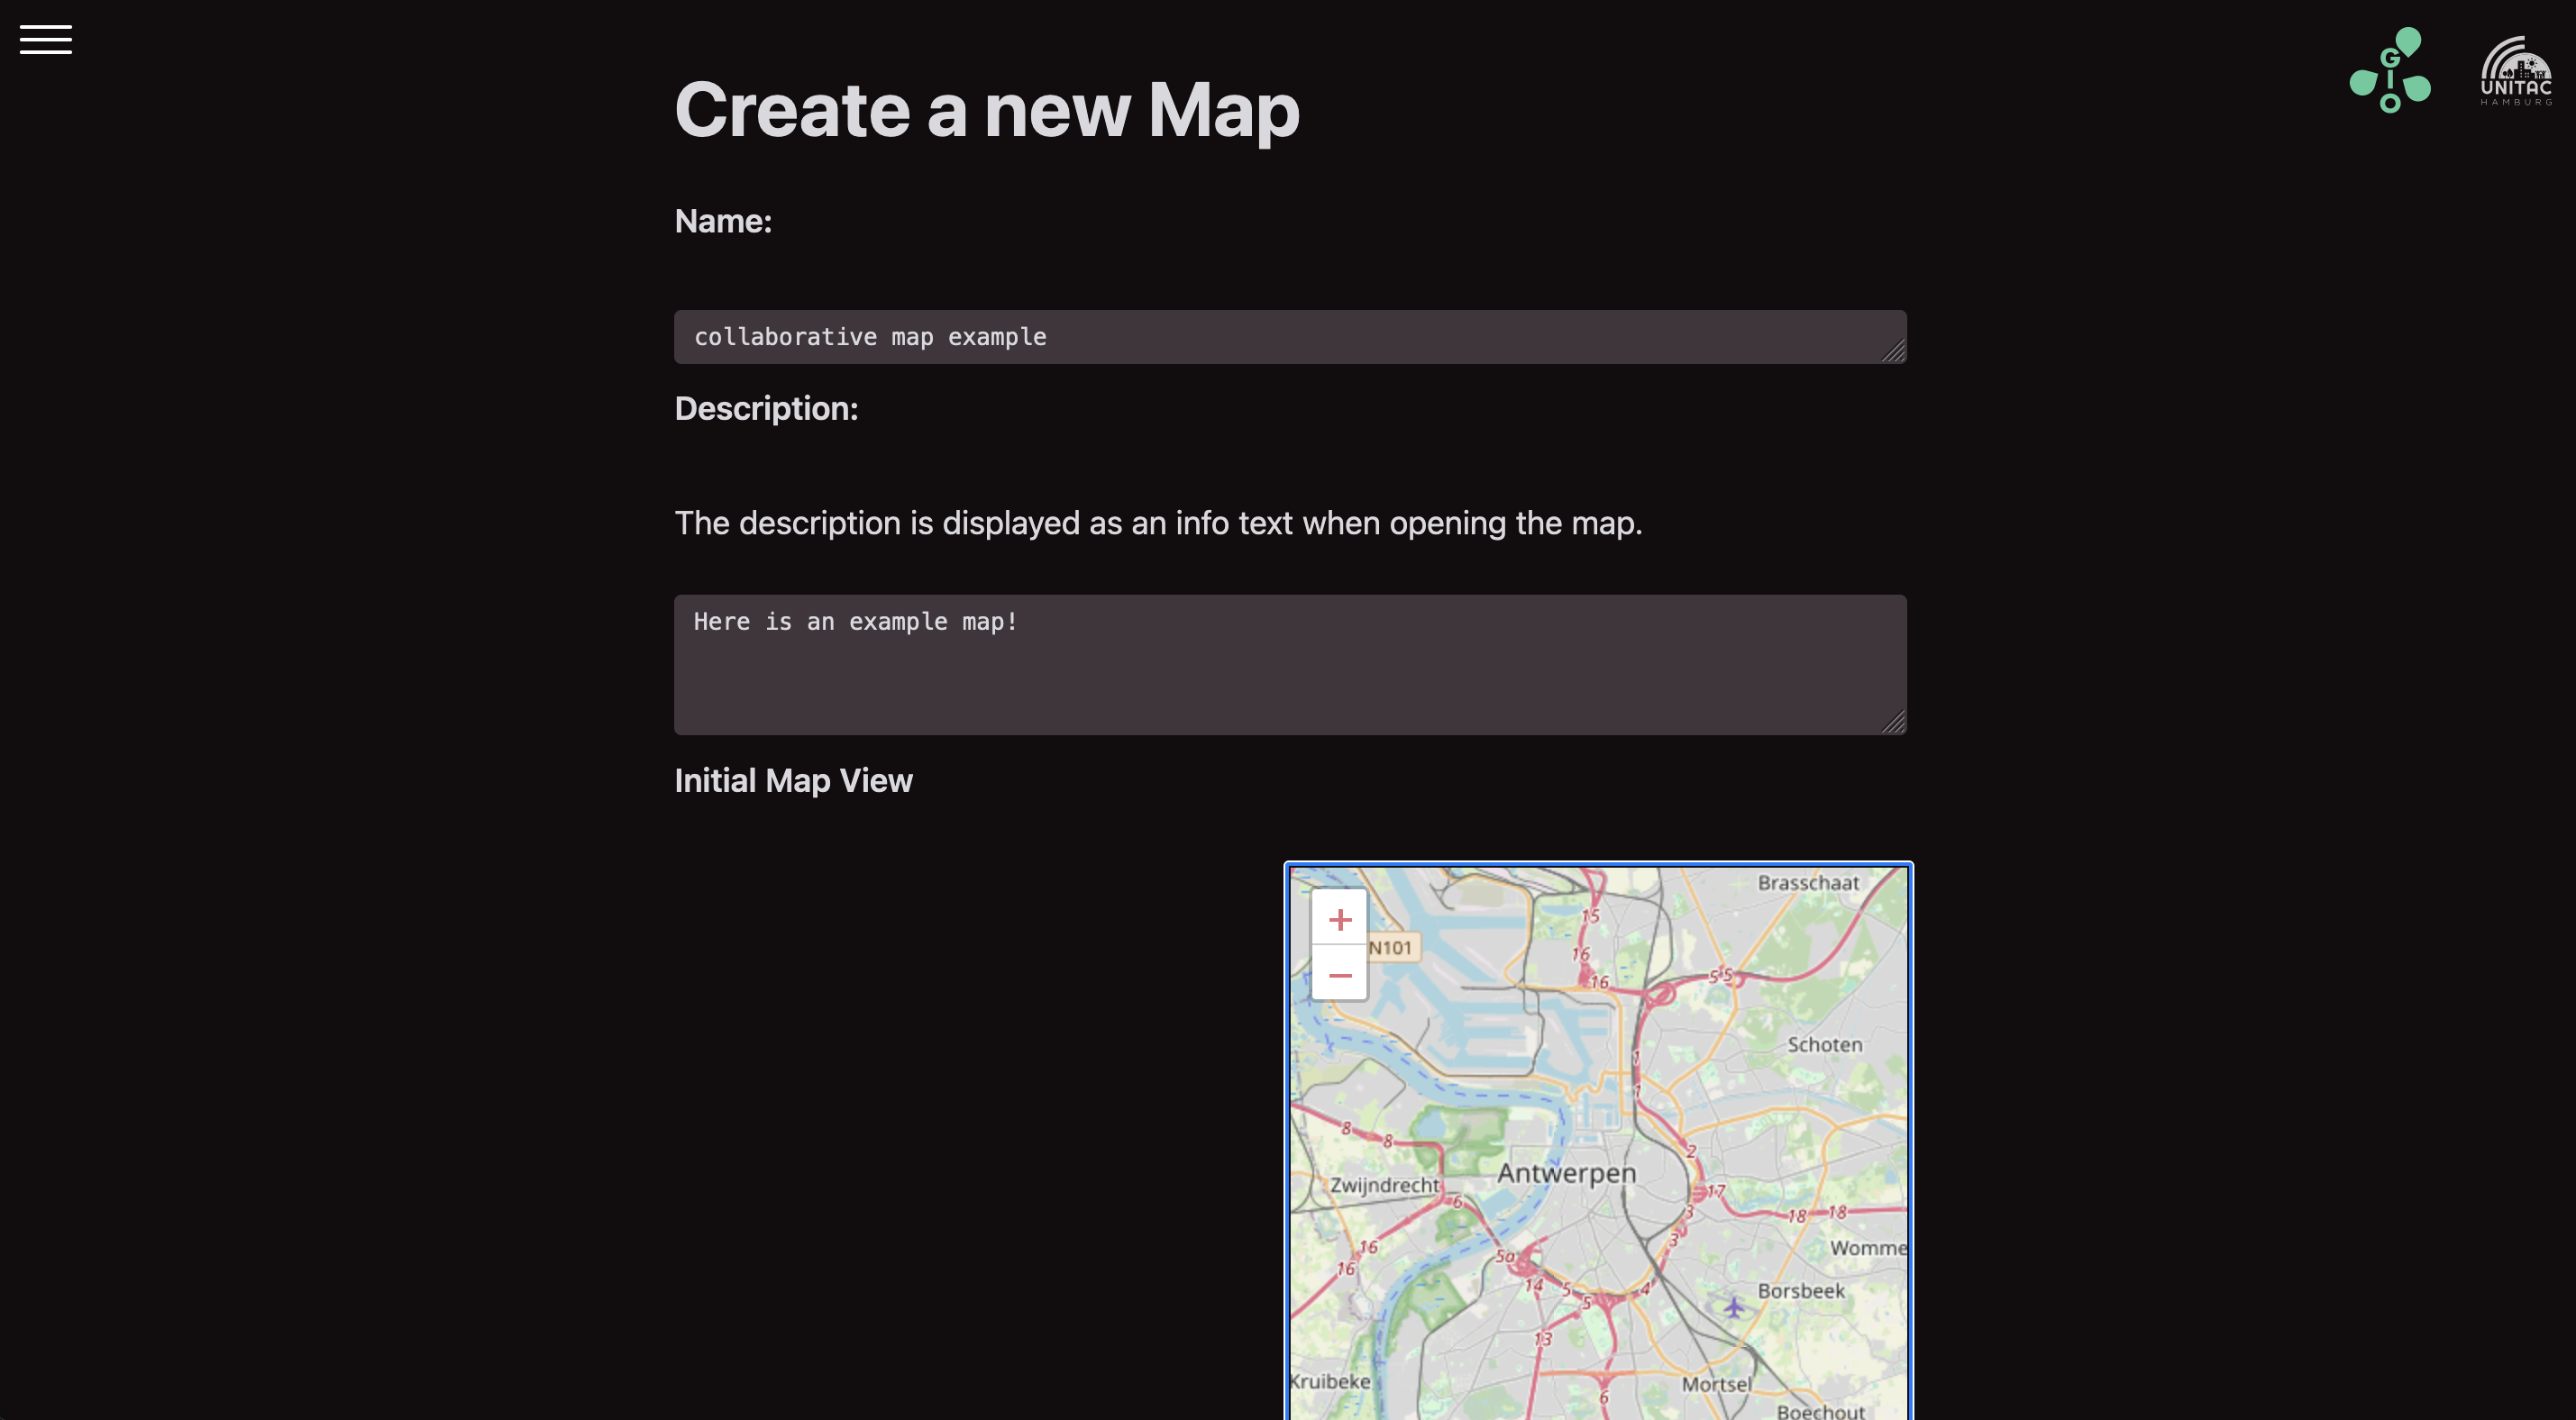 Create a new Map
G
I
O
UNITAC
HAMBURG
Name:
collaborative map example
Description:
The description is displayed as an info text when opening the map.
Here is an example map!
Initial Map View
Brasschaat
+
15
N101
16
−
16
5
5
Schoten
1
1
8
8
2
Antwerpen
Zwijndrecht
17
6
3
18
18
3
16
Womme
5a
16
14
5
4
Borsbeek
5
13
Kruibeke
Mortsel
6
Boechout